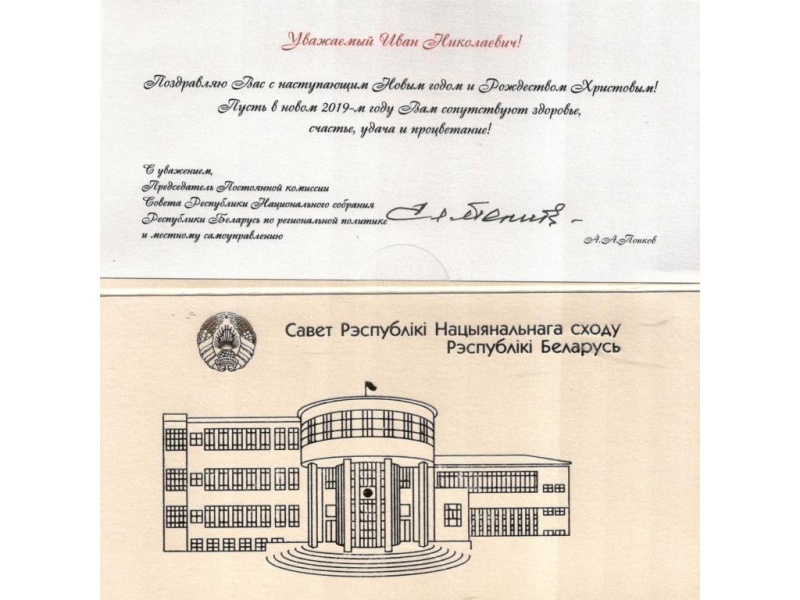 Уважаемый Иван Николаевич!
Поздравляю Вас с наступающим Новым годом и Рождеством Христовым!
Пусть в новом 2019-м году Вам сопутствуют здоровье,
счастье, удача и процветание!
С уважением,
Председатель Постоянной комиссии
Совета Республики Национального собрания
Республики Беларусь по региональной политике
и местному самоуправлению
А.А.Попков
Савет Рэспублікі Нацыянальнага сходу
Рэспублікі Беларусь